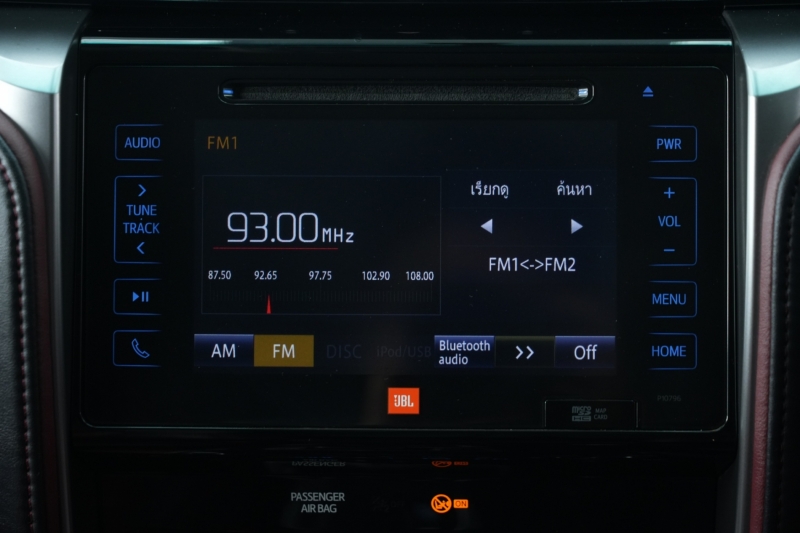 FM1
AUDIO
PWR
เรียกดู
ค้นหา
TUNE
TRACK
+
VOL
−
93.00MHz
FM1<->FM2
87.50 92.65 97.75 102.90 108.00
MENU
AM FM DISC iPod/USB Bluetooth audio >> Off
HOME
JBL
MAP
CARD
PASSENGER
AIR BAG
ON